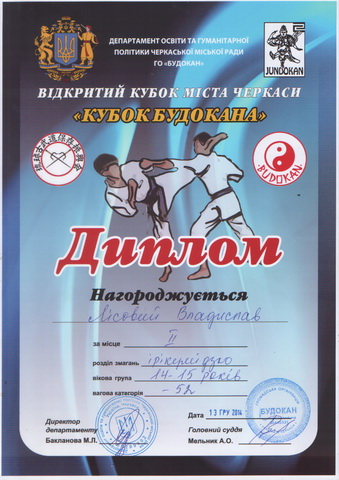 ДЕПАРТАМЕНТ ОСВІТИ ТА ГУМАНІТАРНОЇ
ПОЛІТИКИ ЧЕРКАСЬКОЇ МІСЬКОЇ РАДИ
ГО «БУДОКАН»
JUNDOKAN
ВІДКРИТИЙ КУБОК МІСТА ЧЕРКАСИ
«КУБОК БУДОКАНА»
BUDOKAN
Диплом
Нагороджується
Лісовий Владислав
за місце II
розділ змагань
вікова група 14-15 років
вагова категорія - 52
Дата 13 ГРУ 2014
БУДОКАН
Директор
департаменту
Бакланова М.Л.
Головний суддя
Мельник А.О.